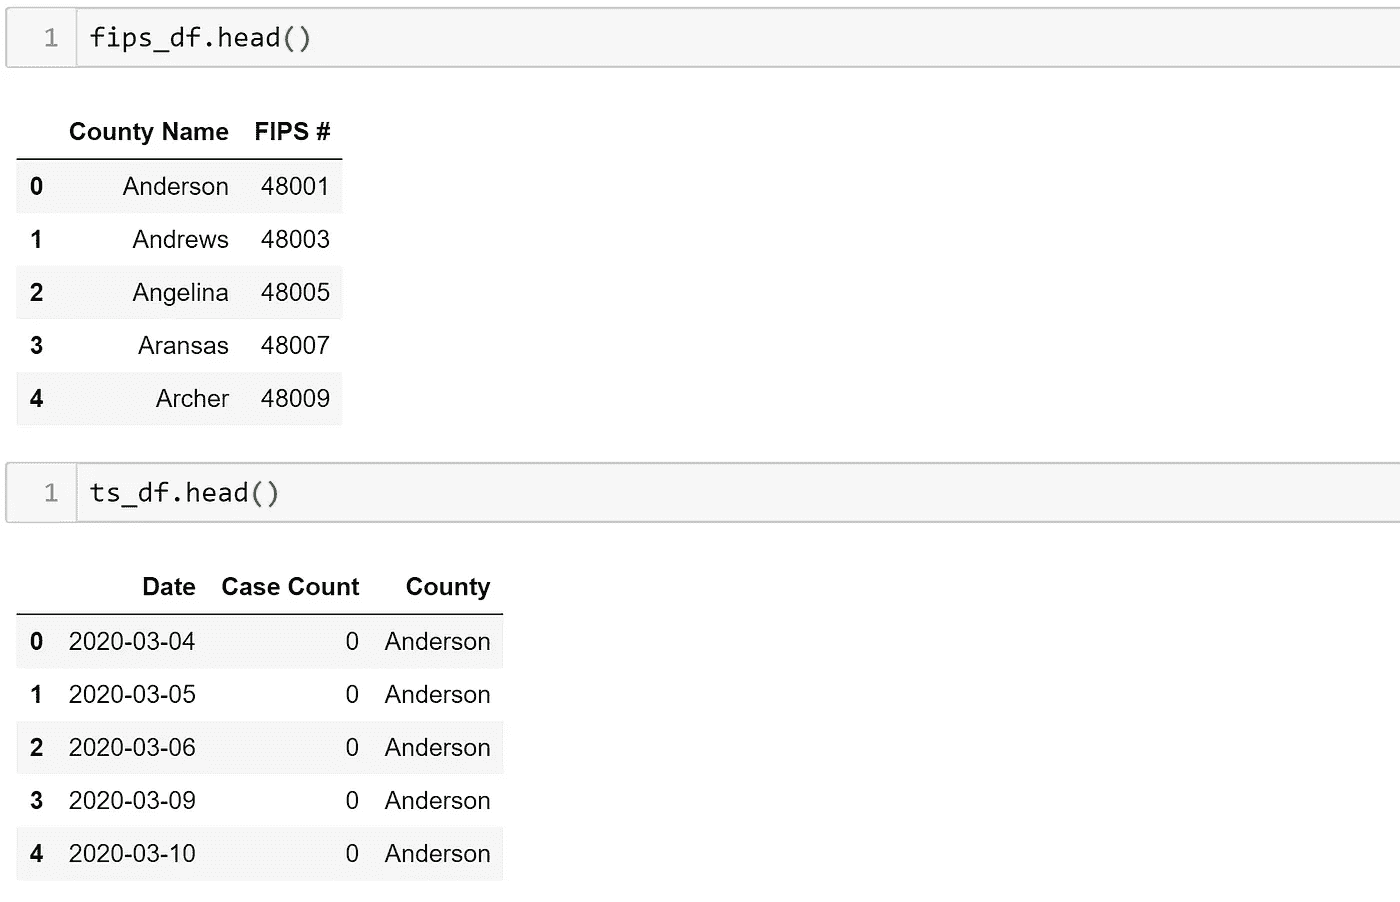 1 fips_df.head()
County Name FIPS #
0 Anderson 48001
1 Andrews 48003
2 Angelina 48005
3 Aransas 48007
4 Archer 48009
1 ts_df.head()
Date Case Count County
0 2020-03-04 0 Anderson
1 2020-03-05 0 Anderson
2 2020-03-06 0 Anderson
3 2020-03-09 0 Anderson
4 2020-03-10 0 Anderson